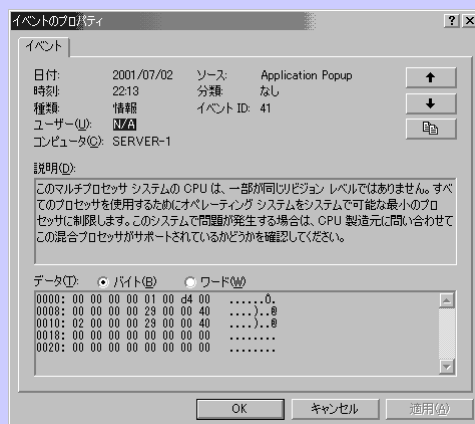 イベントのプロパティ
イベント
日付: 2001/07/02 ソース: Application Popup
時刻: 22:13 分類: なし
種類: 情報 イベント ID: 41
ユーザー(U): N/A
コンピュータ(C): SERVER-1
説明(D):
このマルチプロセッサ システムの CPU は、一部が同じリビジョン レベルではありません。すべ
てのプロセッサを使用するためにオペレーティング システムをシステムで可能な最小のプロ
セッサに制限します。このシステムで問題が発生する場合は、CPU 製造元に問い合わせて
この混合プロセッサがサポートされているかどうかを確認してください。
データ(T): バイト(B) ワード(W)
0000: 00 00 00 00 01 00 d4 00 ......Ô.
0008: 00 00 00 00 29 00 00 40 ....)..@
0010: 02 00 00 00 29 00 00 40 ....)..@
0018: 00 00 00 00 00 00 00 00 ........
0020: 00 00 00 00 00 00 00 00 ........
OK キャンセル 適用(A)